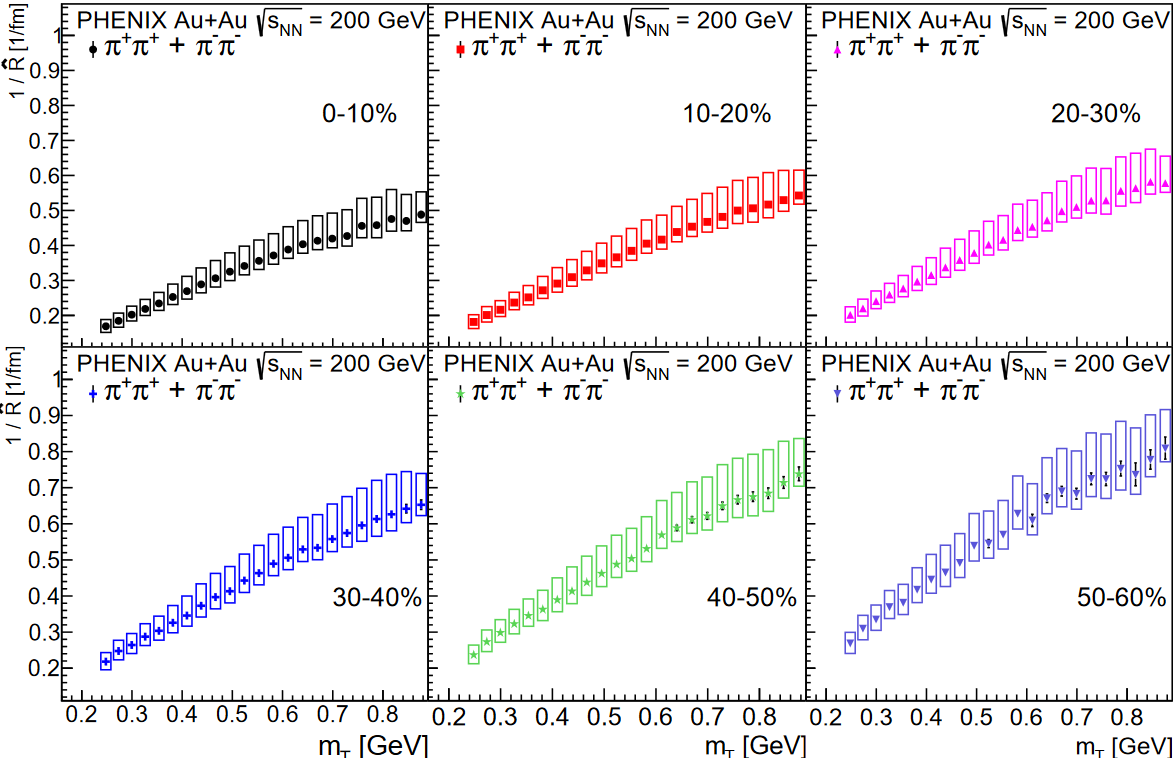 PHENIX Au+Au √sNN = 200 GeV
π+π+ + π-π-
0-10%
PHENIX Au+Au √sNN = 200 GeV
π+π+ + π-π-
10-20%
PHENIX Au+Au √sNN = 200 GeV
π+π+ + π-π-
20-30%
1 / R̂ [1/fm]
1
0.9
0.8
0.7
0.6
0.5
0.4
0.3
0.2
PHENIX Au+Au √sNN = 200 GeV
π+π+ + π-π-
30-40%
PHENIX Au+Au √sNN = 200 GeV
π+π+ + π-π-
40-50%
PHENIX Au+Au √sNN = 200 GeV
π+π+ + π-π-
50-60%
1 / R̂ [1/fm]
1
0.9
0.8
0.7
0.6
0.5
0.4
0.3
0.2
0.2 0.3 0.4 0.5 0.6 0.7 0.8
0.2 0.3 0.4 0.5 0.6 0.7 0.8
0.2 0.3 0.4 0.5 0.6 0.7 0.8
mT [GeV]
mT [GeV]
mT [GeV]